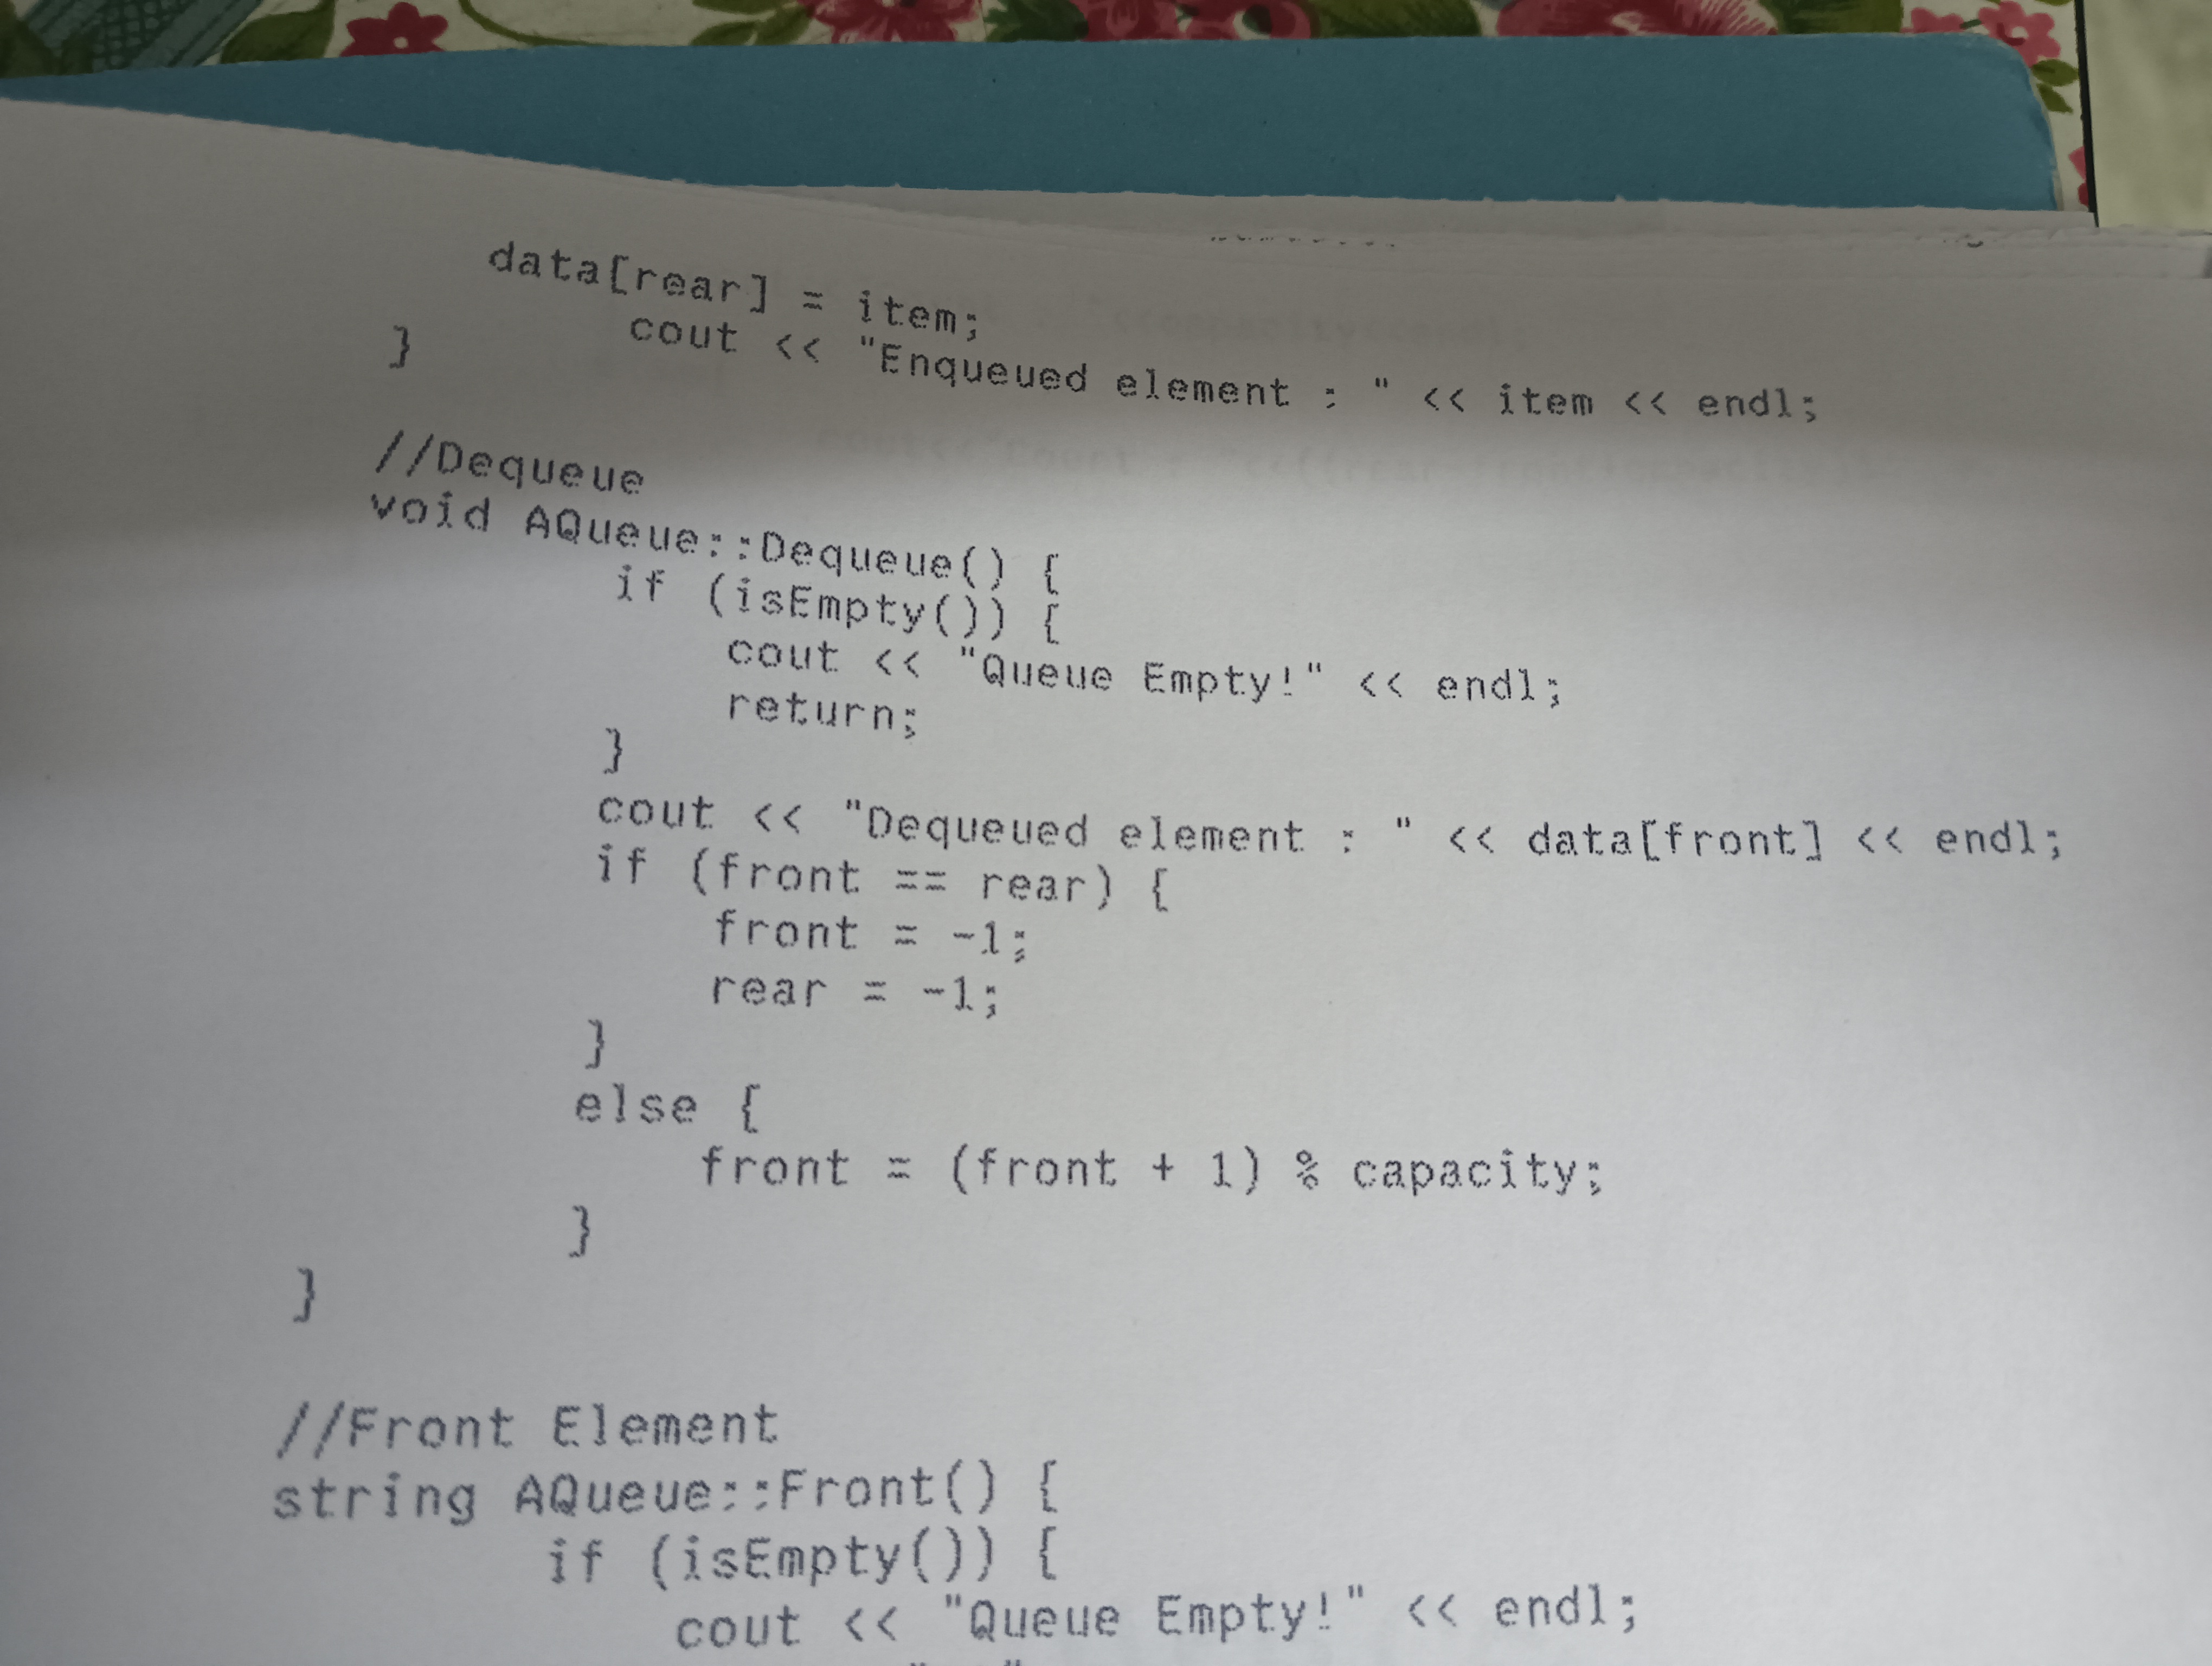 data[rear] = item;
cout << "Enqueued element : " << item << endl;
}
//Dequeue
void AQueue::Dequeue() {
if (isEmpty()) {
cout << "Queue Empty!" << endl;
return;
}
cout << "Dequeued element : " << data[front] << endl;
if (front == rear) {
front = -1;
rear = -1;
}
else {
front = (front + 1) % capacity;
}
}
//Front Element
string AQueue::Front() {
if (isEmpty()) {
cout << "Queue Empty!" << endl;